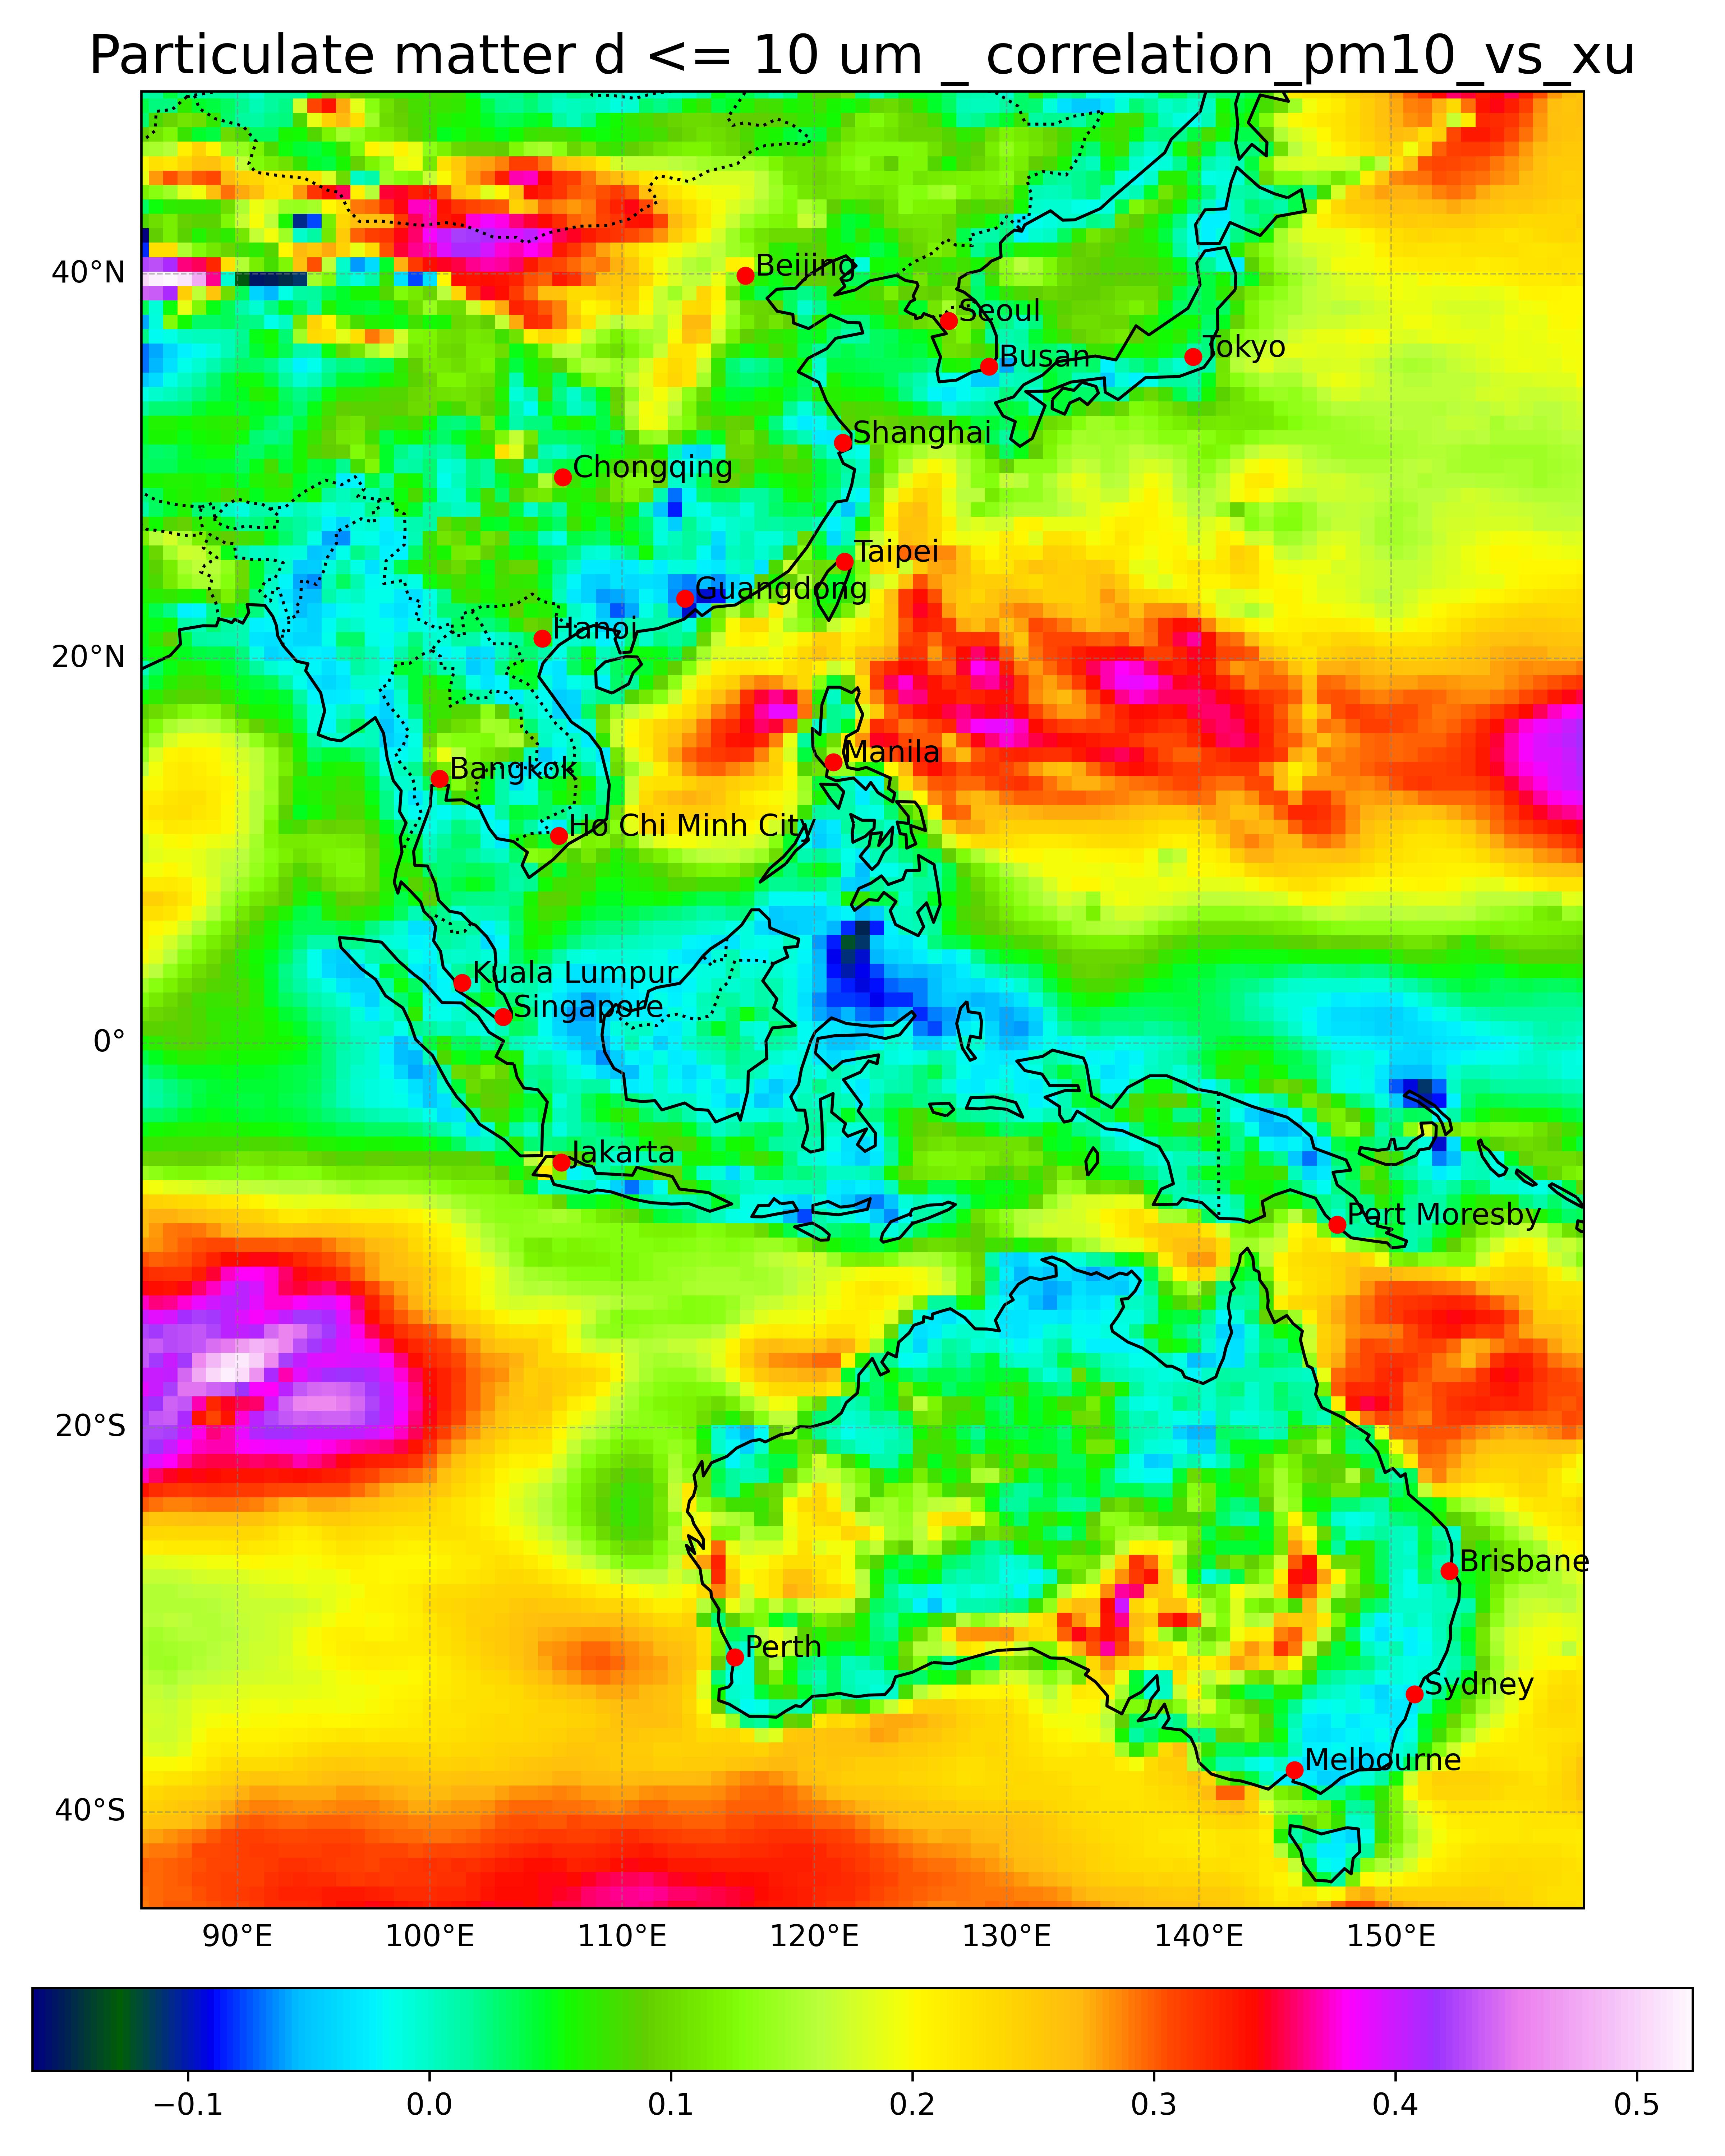 Particulate matter d <= 10 um _ correlation_pm10_vs_xu
40°N
20°N
0°
20°S
40°S
Beijing
Seoul
Busan
Tokyo
Shanghai
Chongqing
Taipei
Guangdong
Hanoi
Manila
Bangkok
Ho Chi Minh City
Kuala Lumpur
Singapore
Jakarta
Port Moresby
Brisbane
Perth
Sydney
Melbourne
90°E 100°E 110°E 120°E 130°E 140°E 150°E
−0.1 0.0 0.1 0.2 0.3 0.4 0.5